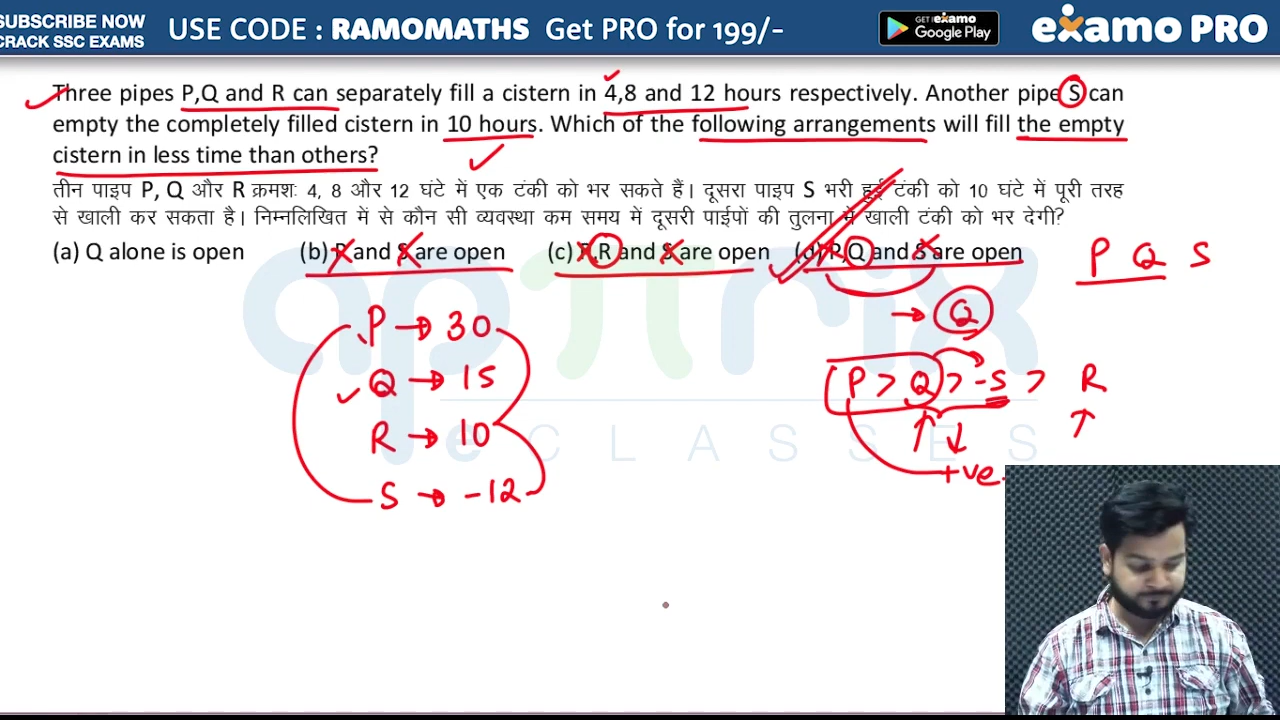 SUBSCRIBE NOW
CRACK SSC EXAMS
USE CODE : RAMOMATHS Get PRO for 199/-
GET IT ON examo
Google Play
examo PRO
Three pipes P,Q and R can separately fill a cistern in 4,8 and 12 hours respectively. Another pipe S can
empty the completely filled cistern in 10 hours. Which of the following arrangements will fill the empty
cistern in less time than others?
तीन पाइप P, Q और R क्रमशः 4, 8 और 12 घंटे में एक टंकी को भर सकते हैं। दूसरा पाइप S भरी हुई टंकी को 10 घंटे में पूरी तरह
से खाली कर सकता है। निम्नलिखित में से कौन सी व्यवस्था कम समय में दूसरी पाईपों की तुलना में खाली टंकी को भर देगी?
(a) Q alone is open (b) and S are open (c) P,R and S are open (d) P,Q and S are open
P Q S
Q
P → 30
Q → 15
R → 10
S → -12
P > Q > -S > R
+ve
e CLASSES